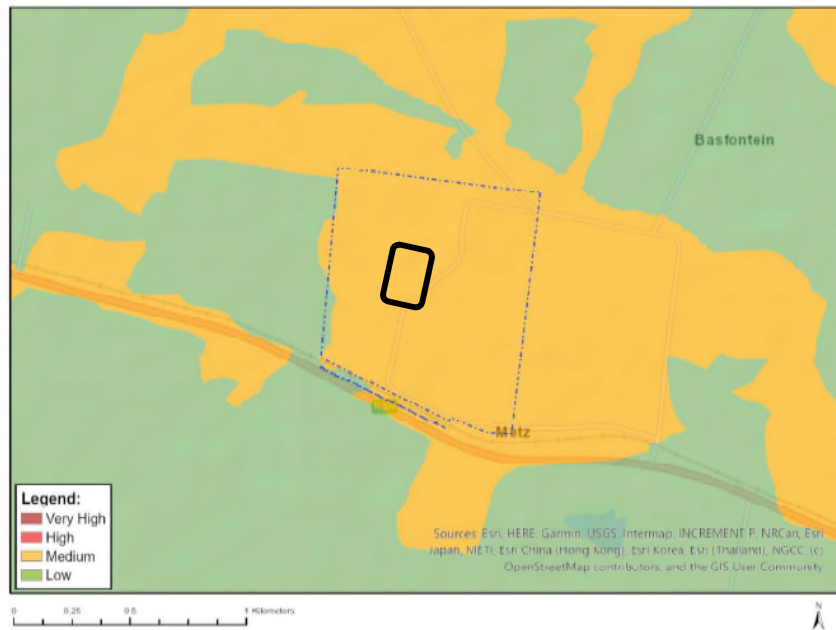 Basfontein
Metz
Legend:
Very High
High
Medium
Low
Sources: Esri, HERE, Garmin, USGS, Intermap, INCREMENT P, NRCan, Esri
Japan, METI, Esri China (Hong Kong), Esri Korea, Esri (Thailand), NGCC, (c)
OpenStreetMap contributors, and the GIS User Community
0 0.25 0.5 1 Kilometers
N